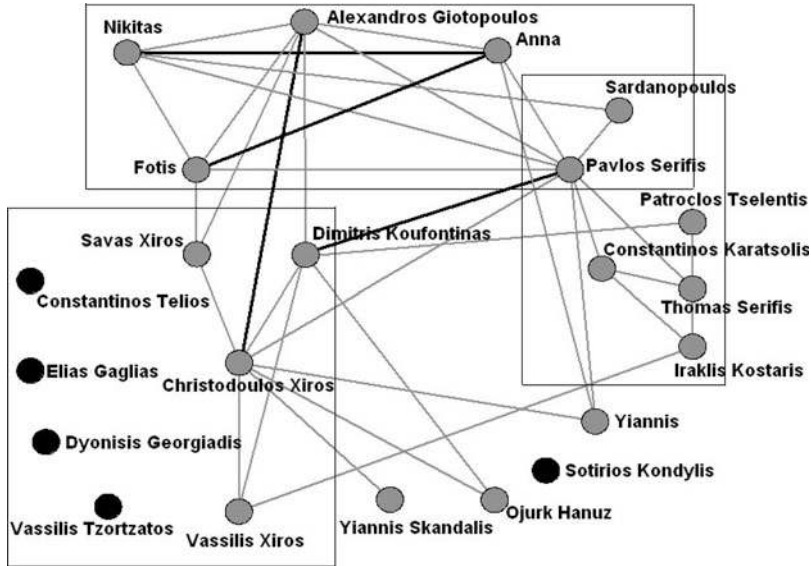 Alexandros Giotopoulos
Nikitas
Anna
Sardanopoulos
Fotis
Pavlos Serifis
Patroclos Tselentis
Savas Xiros
Dimitris Koufontinas
Constantinos Karatsolis
Constantinos Telios
Thomas Serifis
Elias Gaglias
Iraklis Kostaris
Christodoulos Xiros
Yiannis
Dyonisis Georgiadis
Sotirios Kondylis
Ojurk Hanuz
Vassilis Tzortzatos
Yiannis Skandalis
Vassilis Xiros